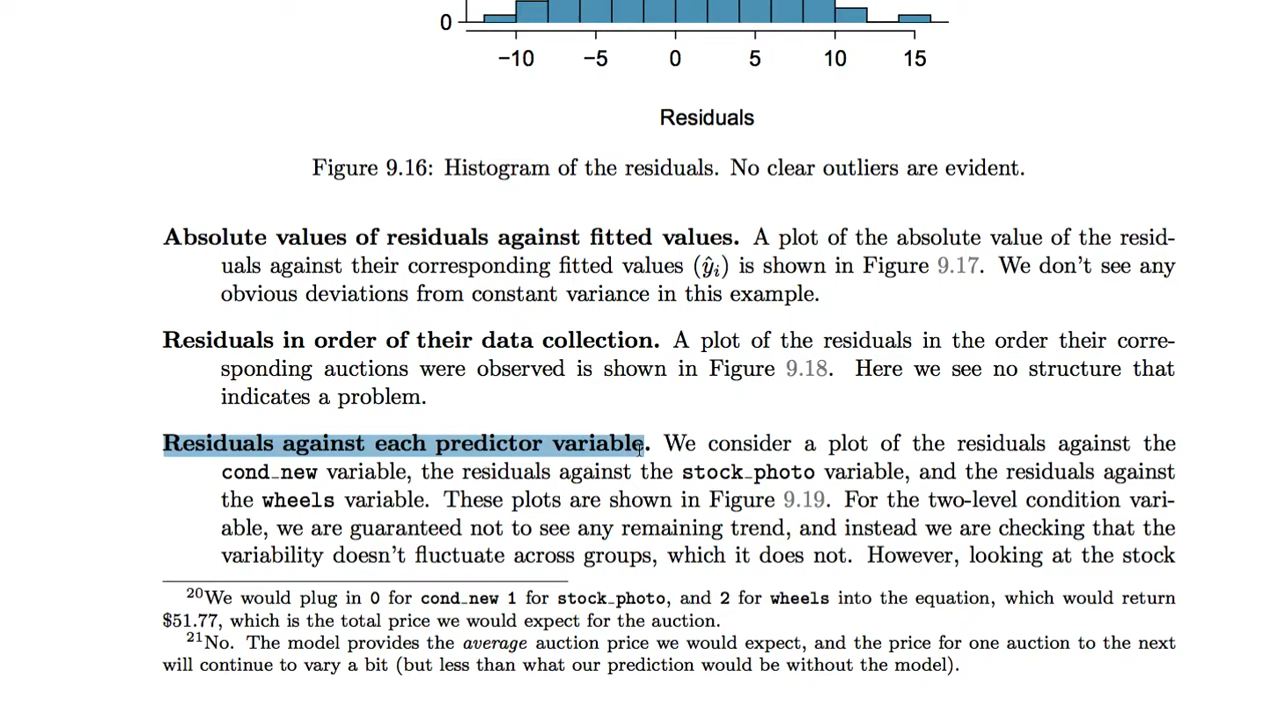 0
−10 −5 0 5 10 15
Residuals
Figure 9.16: Histogram of the residuals. No clear outliers are evident.
Absolute values of residuals against fitted values. A plot of the absolute value of the resid-
uals against their corresponding fitted values (ŷᵢ) is shown in Figure 9.17. We don't see any
obvious deviations from constant variance in this example.
Residuals in order of their data collection. A plot of the residuals in the order their corre-
sponding auctions were observed is shown in Figure 9.18. Here we see no structure that
indicates a problem.
Residuals against each predictor variable. We consider a plot of the residuals against the
cond_new variable, the residuals against the stock_photo variable, and the residuals against
the wheels variable. These plots are shown in Figure 9.19. For the two-level condition vari-
able, we are guaranteed not to see any remaining trend, and instead we are checking that the
variability doesn't fluctuate across groups, which it does not. However, looking at the stock
²⁰We would plug in 0 for cond_new 1 for stock_photo, and 2 for wheels into the equation, which would return
$51.77, which is the total price we would expect for the auction.
²¹No. The model provides the average auction price we would expect, and the price for one auction to the next
will continue to vary a bit (but less than what our prediction would be without the model).